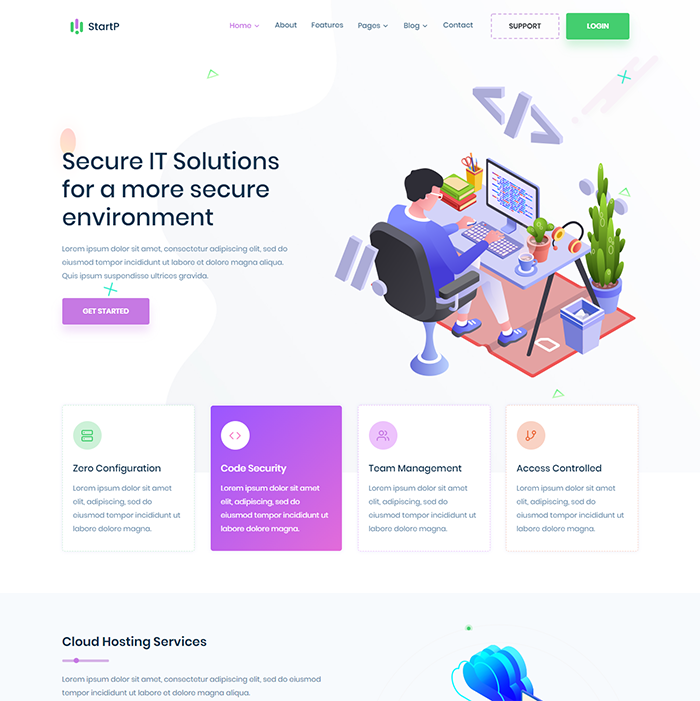 StartP
Home About Features Pages Blog Contact SUPPORT LOGIN
Secure IT Solutions
for a more secure
environment
Lorem ipsum dolor sit amet, consectetur adipiscing elit, sed do
eiusmod tempor incididunt ut labore et dolore magna aliqua.
Quis ipsum suspendisse ultrices gravida.
GET STARTED
Zero Configuration
Lorem ipsum dolor sit amet
elit, adipiscing, sed do
eiusmod tempor incididunt ut
labore dolore magna.
Code Security
Lorem ipsum dolor sit amet
elit, adipiscing, sed do
eiusmod tempor incididunt ut
labore dolore magna.
Team Management
Lorem ipsum dolor sit amet
elit, adipiscing, sed do
eiusmod tempor incididunt ut
labore dolore magna.
Access Controlled
Lorem ipsum dolor sit amet
elit, adipiscing, sed do
eiusmod tempor incididunt ut
labore dolore magna.
Cloud Hosting Services
Lorem ipsum dolor sit amet, consectetur adipiscing elit, sed do eiusmod
tempor incididunt ut labore et dolore magna aliqua.